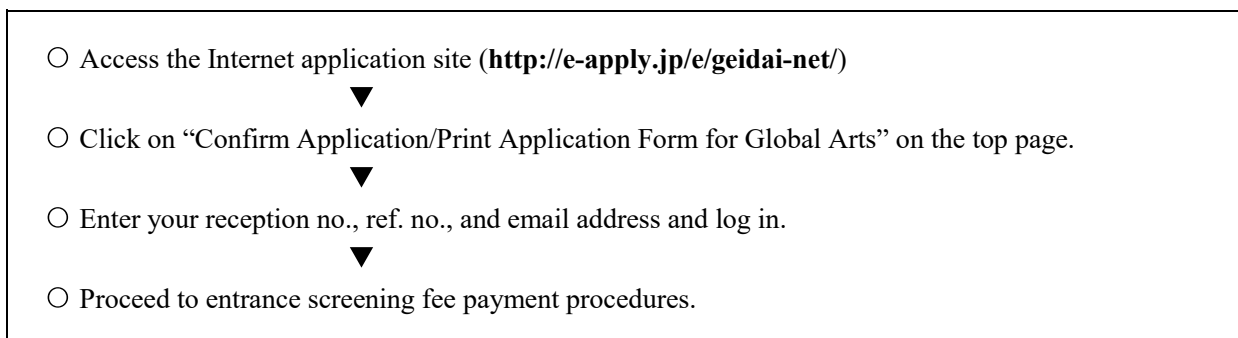 ○ Access the Internet application site (http://e-apply.jp/e/geidai-net/)
▼
○ Click on “Confirm Application/Print Application Form for Global Arts” on the top page.
▼
○ Enter your reception no., ref. no., and email address and log in.
▼
○ Proceed to entrance screening fee payment procedures.